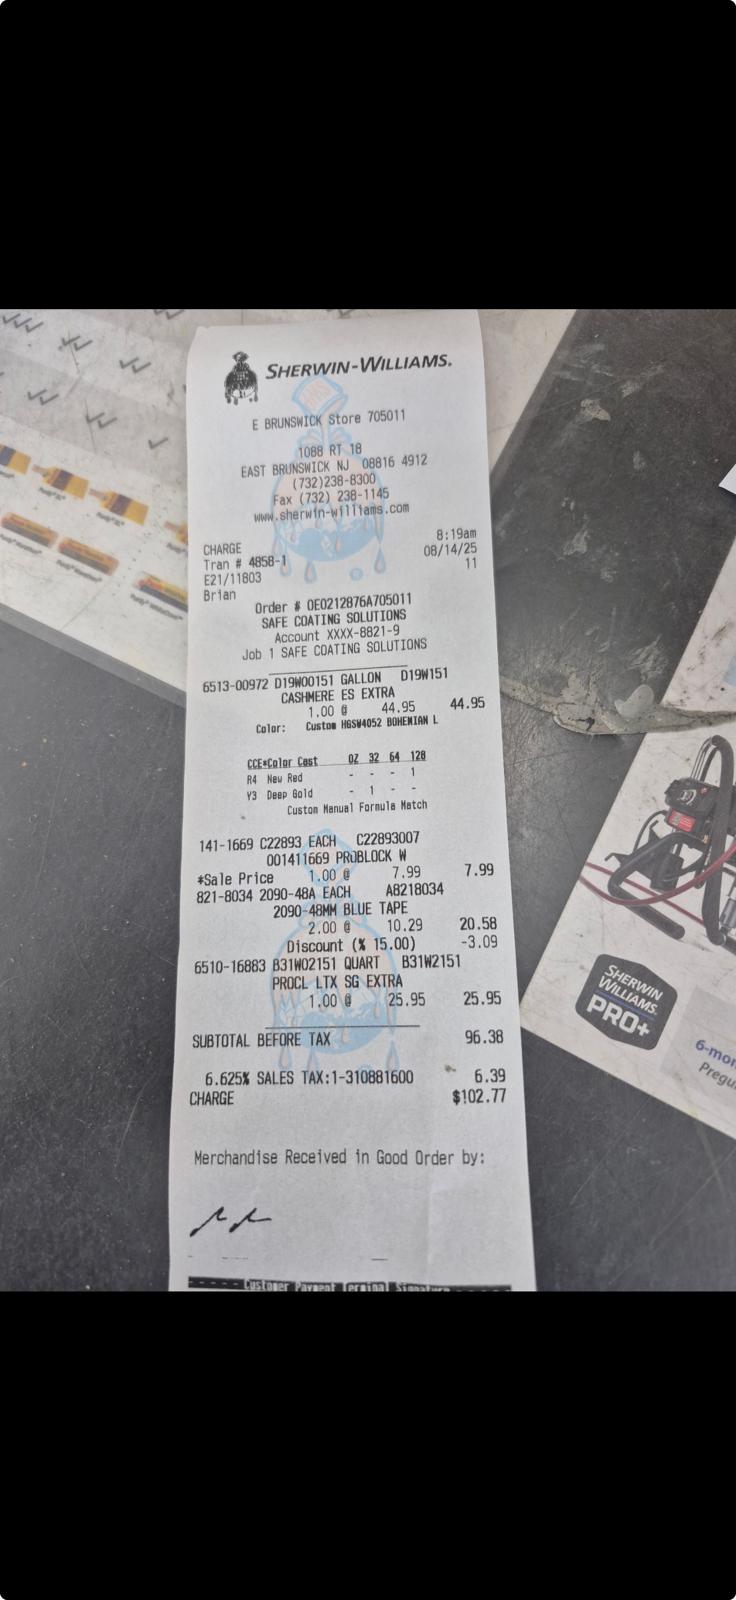 SHERWIN-WILLIAMS.
E BRUNSWICK Store 705011
1088 RT 18
EAST BRUNSWICK NJ 08816 4912
(732)238-8300
Fax (732) 238-1145
www.sherwin-williams.com
8:19am
CHARGE 08/14/25
Tran # 4858-1 11
E21/11803
Brian
Order # OE0212876A705011
SAFE COATING SOLUTIONS
Account XXXX-8821-9
Job 1 SAFE COATING SOLUTIONS
6513-00972 D19W00151 GALLON D19W151
CASHMERE ES EXTRA
1.00 @ 44.95 44.95
Color: Custom HGSW4052 BOHEMIAN L
CCE*Color Cast OZ 32 64 128
R4 New Red - - - 1
Y3 Deep Gold - 1 - -
Custom Manual Formula Match
141-1669 C22893 EACH C22893007
001411669 PROBLOCK W
*Sale Price 1.00 @ 7.99 7.99
821-8034 2090-48A EACH A8218034
2090-48MM BLUE TAPE
2.00 @ 10.29 20.58
Discount (% 15.00) -3.09
6510-16883 B31W02151 QUART B31W2151
PROCL LTX SG EXTRA
1.00 @ 25.95 25.95
SUBTOTAL BEFORE TAX 96.38
6.625% SALES TAX:1-310881600 6.39
CHARGE $102.77
Merchandise Received in Good Order by:
Customer Payment Terminal Signature
SHERWIN
WILLIAMS.
PRO+
6-mon
Pregu